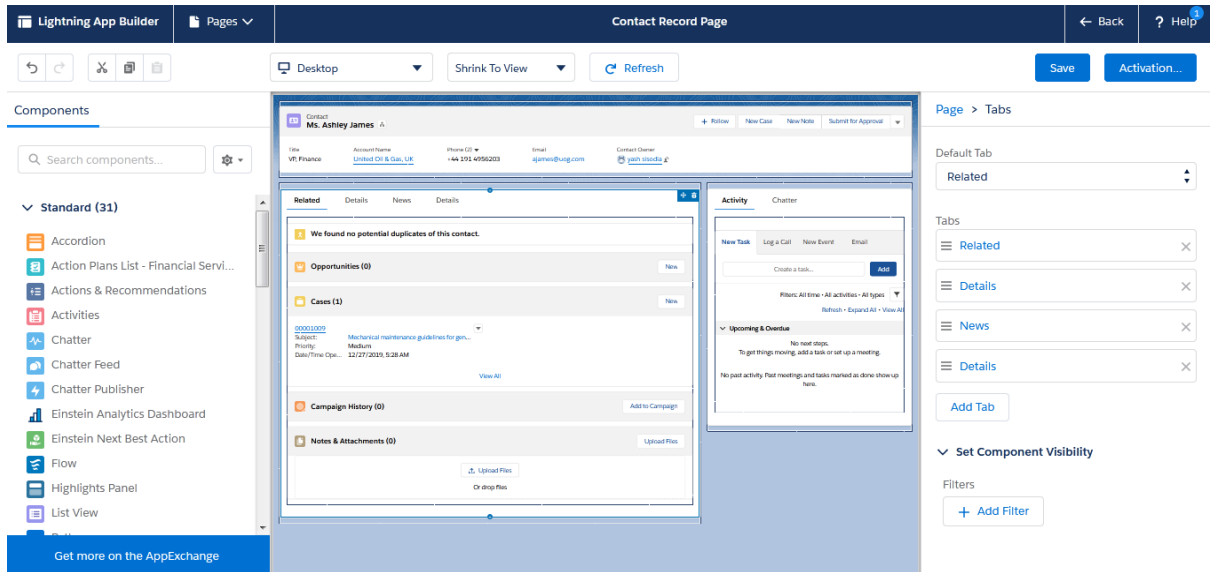 Lightning App Builder
Pages
Contact Record Page
Back
? Help
1
Desktop
Shrink To View
Refresh
Save
Activation...
Components
Search components...
Standard (31)
Accordion
Action Plans List - Financial Servi...
Actions & Recommendations
Activities
Chatter
Chatter Feed
Chatter Publisher
Einstein Analytics Dashboard
Einstein Next Best Action
Flow
Highlights Panel
List View
Get more on the AppExchange
Contact
Ms. Ashley James
+ Follow
New Case
New Note
Submit for Approval
Title
Account Name
Phone (2)
Email
Contact Owner
VP, Finance
United Oil & Gas, UK
+44 191 4956203
ajames@uog.com
yash sisodia
Related
Details
News
Details
We found no potential duplicates of this contact.
Opportunities (0)
New
Cases (1)
New
00001009
Subject:
Mechanical maintenance guidelines for gen...
Priority:
Medium
Date/Time Ope...
12/27/2019, 5:28 AM
View All
Campaign History (0)
Add to Campaign
Notes & Attachments (0)
Upload Files
Upload Files
Or drop files
Activity
Chatter
New Task
Log a Call
New Event
Email
Create a task...
Add
Filters: All time • All activities • All types
Refresh • Expand All • View All
Upcoming & Overdue
No next steps.
To get things moving, add a task or set up a meeting.
No past activity. Past meetings and tasks marked as done show up
here.
Page > Tabs
Default Tab
Related
Tabs
Related
Details
News
Details
Add Tab
Set Component Visibility
Filters
+ Add Filter